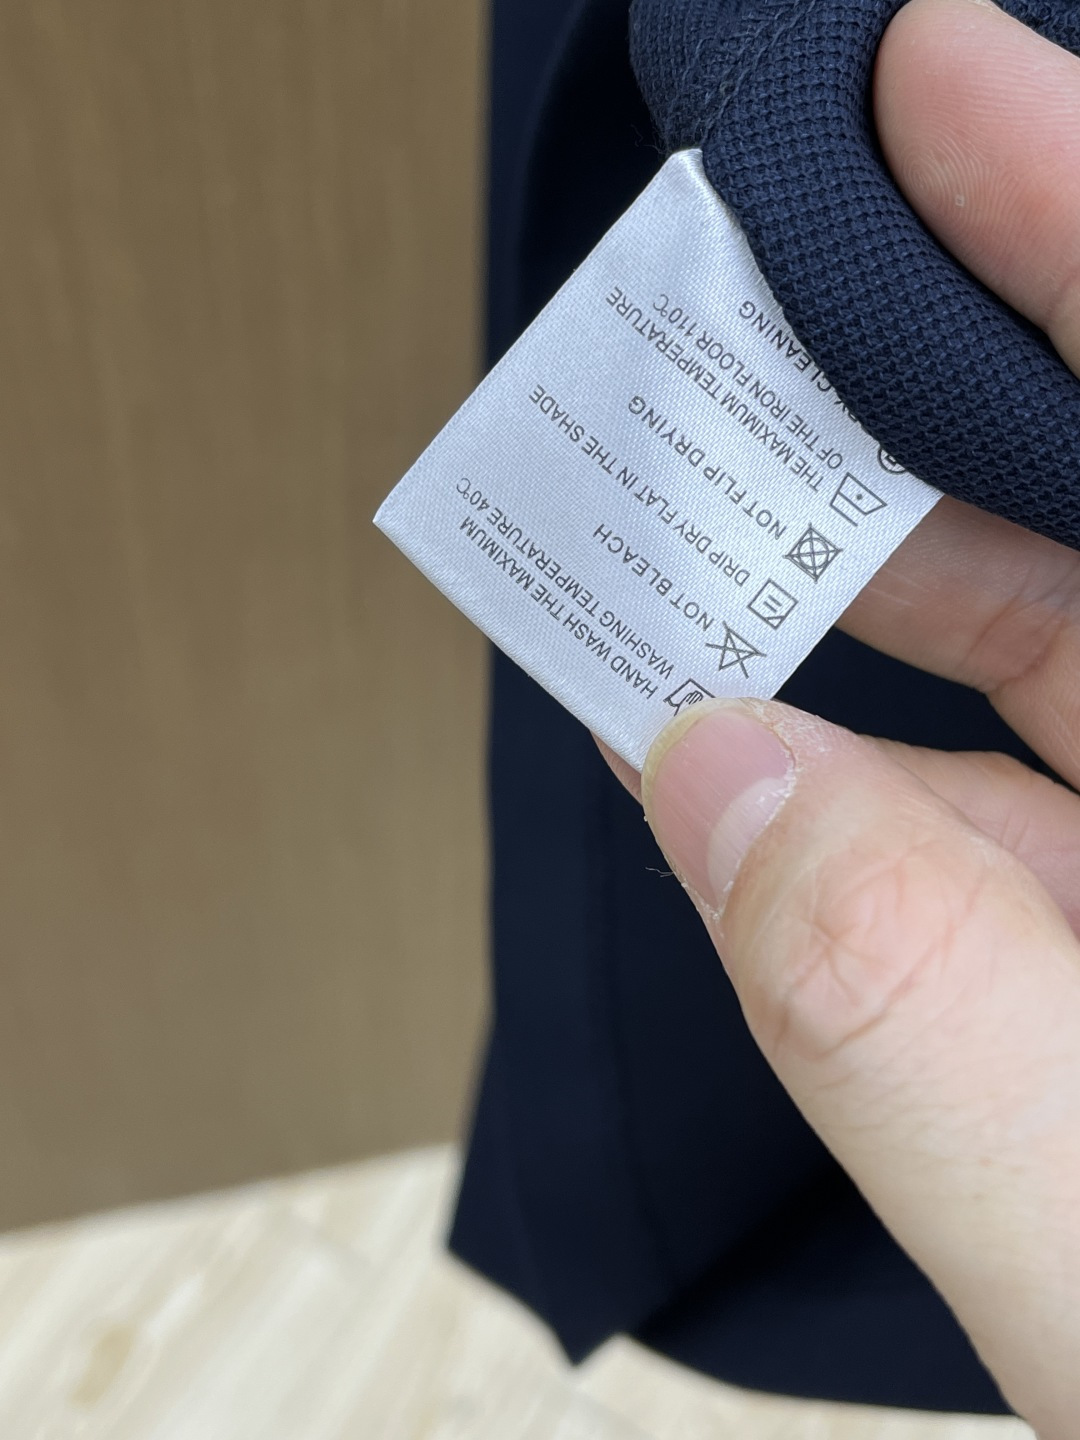 HAND WASH THE MAXIMUM
WASHING TEMPERATURE 40℃
NOT BLEACH
DRIP DRY FLAT IN THE SHADE
NOT FLIP DRYING
THE MAXIMUM TEMPERATURE
OF THE IRON FLOOR 110℃
CLEANING